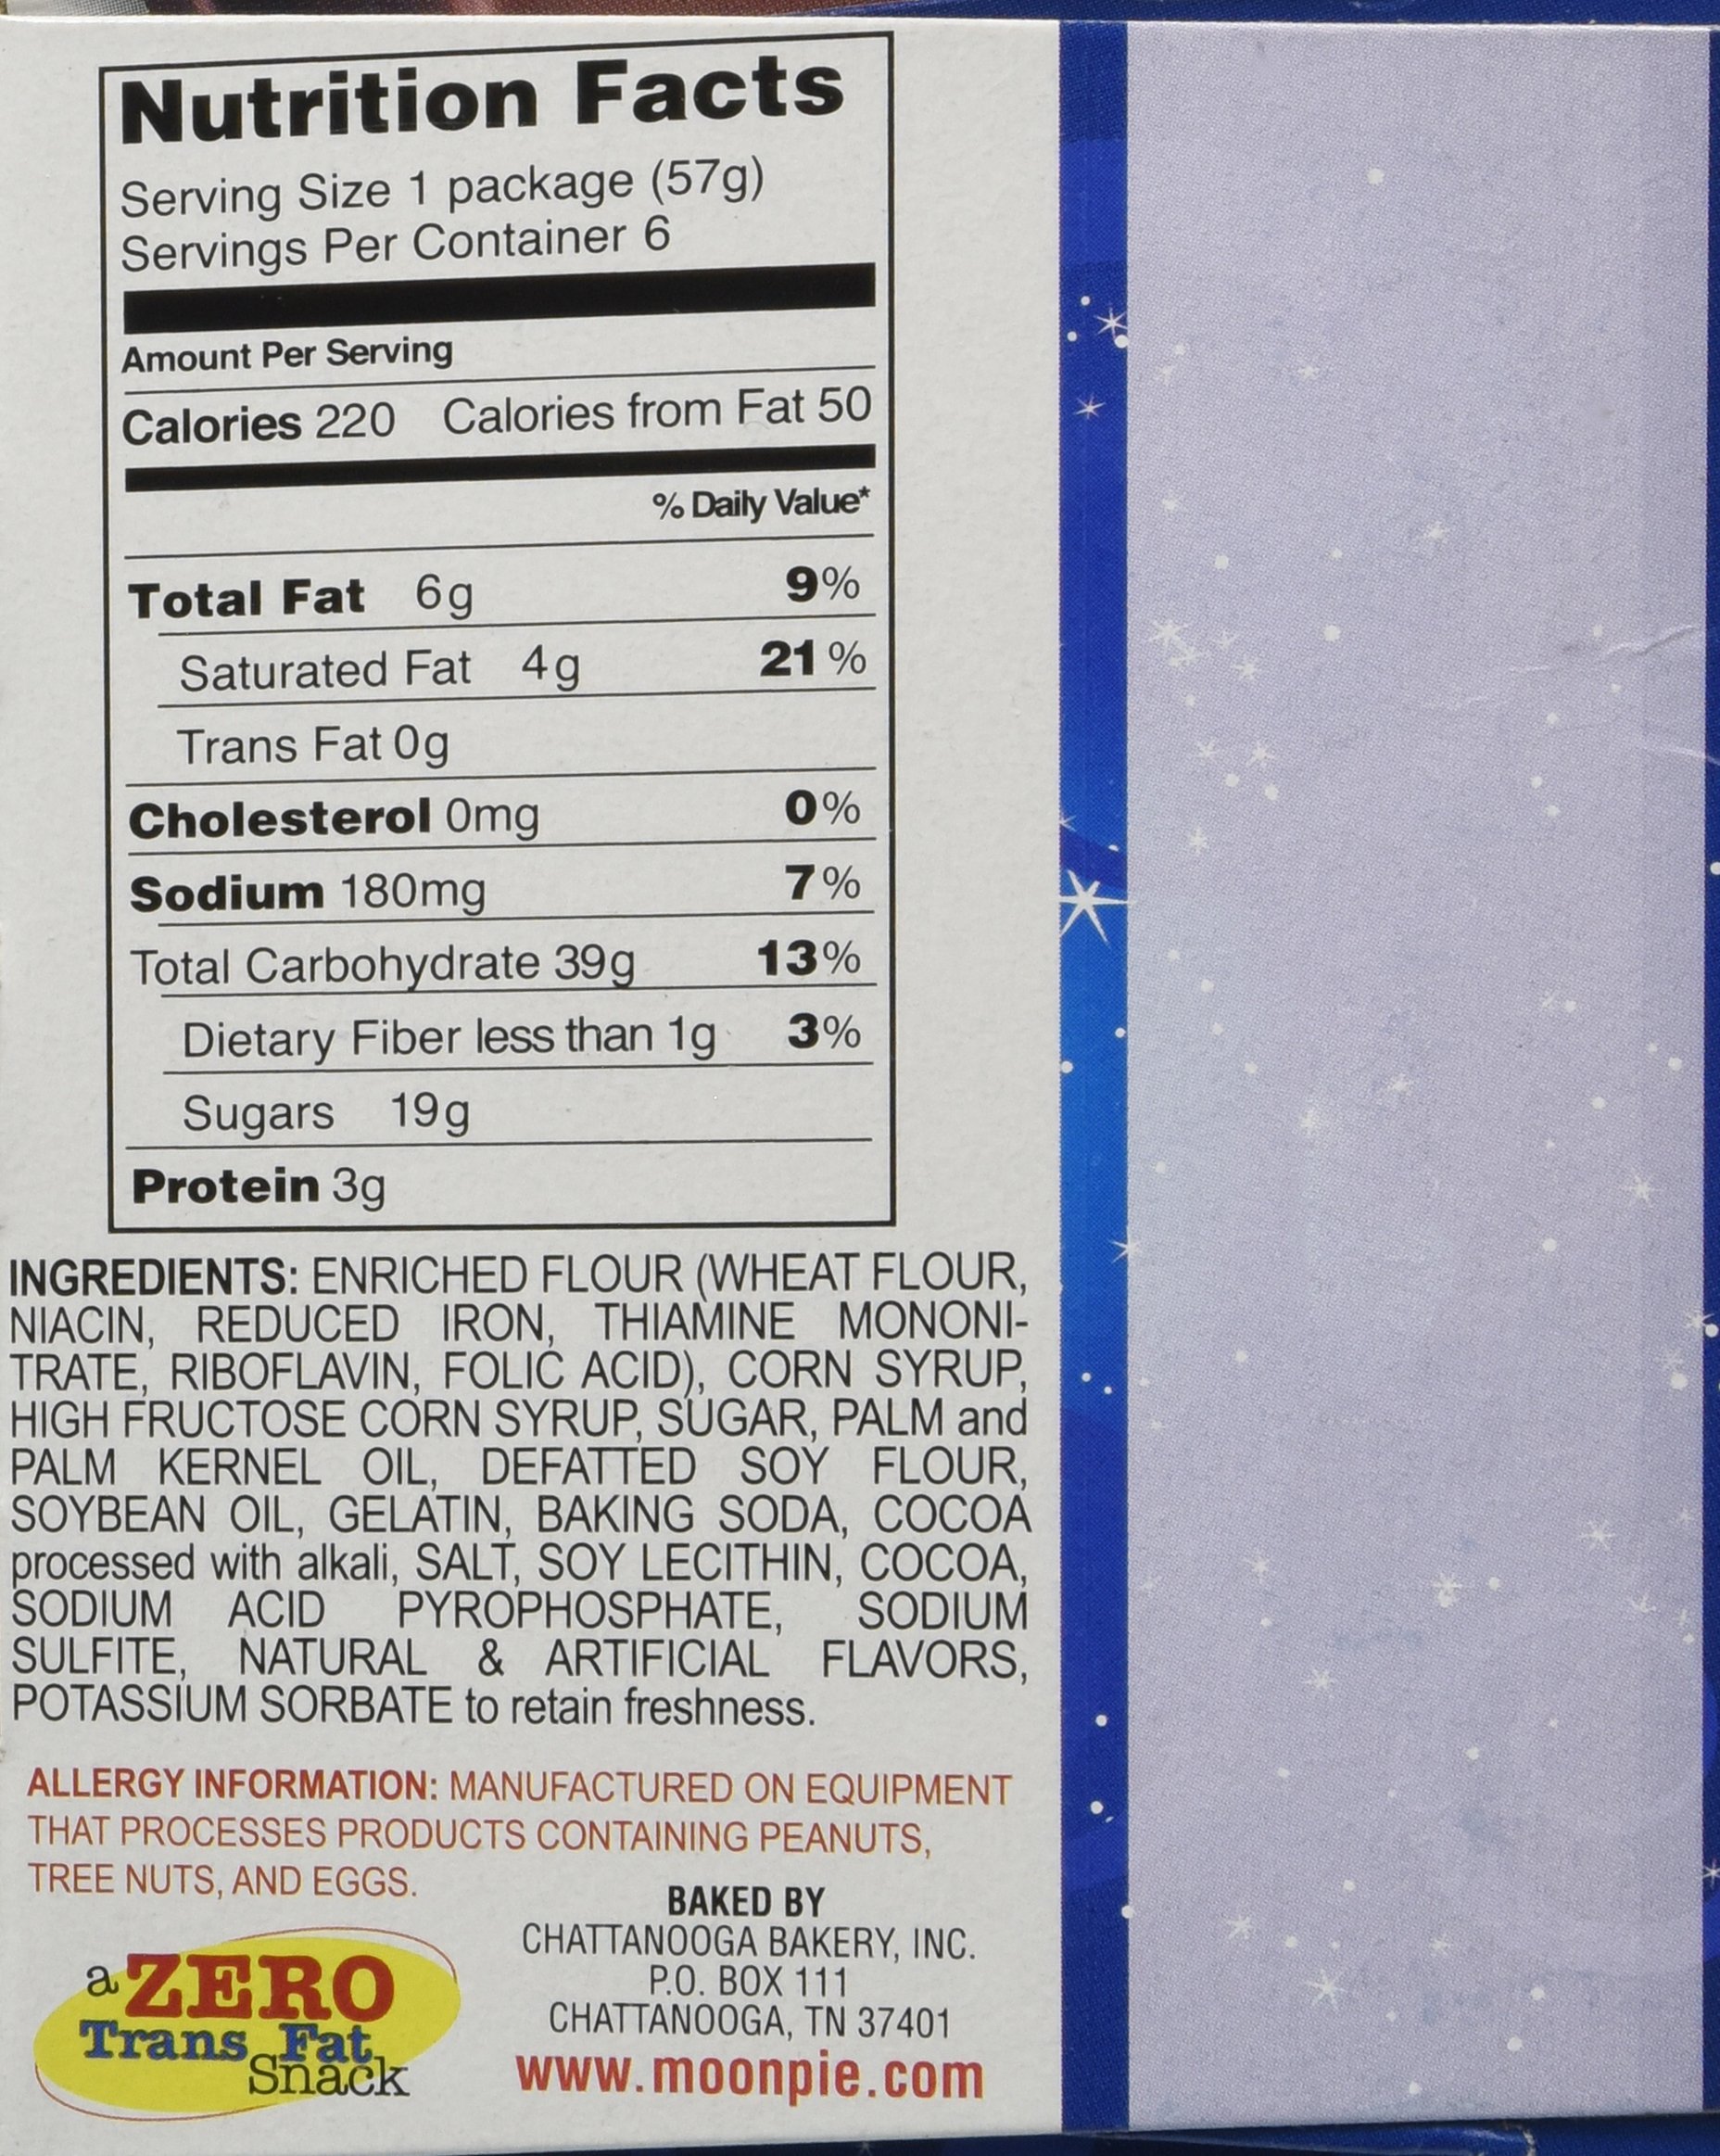 Nutrition Facts
Serving Size 1 package (57g)
Servings Per Container 6
Amount Per Serving
Calories 220 Calories from Fat 50
% Daily Value*
Total Fat 6g 9%
Saturated Fat 4g 21%
Trans Fat 0g
Cholesterol 0mg 0%
Sodium 180mg 7%
Total Carbohydrate 39g 13%
Dietary Fiber less than 1g 3%
Sugars 19g
Protein 3g
INGREDIENTS: ENRICHED FLOUR (WHEAT FLOUR,
NIACIN, REDUCED IRON, THIAMINE MONONI-
TRATE, RIBOFLAVIN, FOLIC ACID), CORN SYRUP,
HIGH FRUCTOSE CORN SYRUP, SUGAR, PALM and
PALM KERNEL OIL, DEFATTED SOY FLOUR,
SOYBEAN OIL, GELATIN, BAKING SODA, COCOA
processed with alkali, SALT, SOY LECITHIN, COCOA,
SODIUM ACID PYROPHOSPHATE, SODIUM
SULFITE, NATURAL & ARTIFICIAL FLAVORS,
POTASSIUM SORBATE to retain freshness.
ALLERGY INFORMATION: MANUFACTURED ON EQUIPMENT
THAT PROCESSES PRODUCTS CONTAINING PEANUTS,
TREE NUTS, AND EGGS.
a ZERO
Trans Fat
Snack
BAKED BY
CHATTANOOGA BAKERY, INC.
P.O. BOX 111
CHATTANOOGA, TN 37401
www.moonpie.com